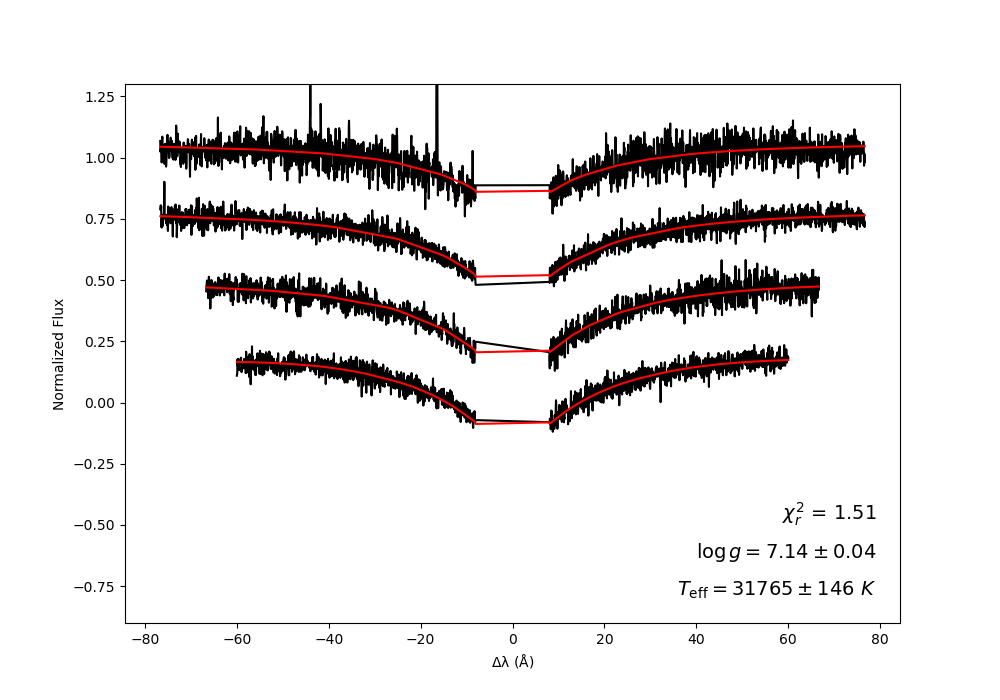 1.25
1.00
0.75
0.50
0.25
0.00
−0.25
−0.50
−0.75
Normalized Flux
χ²ᵣ = 1.51
log g = 7.14 ± 0.04
T_eff = 31765 ± 146 K
−80 −60 −40 −20 0 20 40 60 80
Δλ (Å)